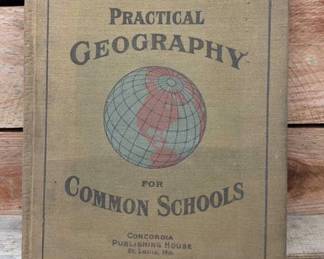 PRACTICAL
GEOGRAPHY
FOR
COMMON SCHOOLS
CONCORDIA
PUBLISHING HOUSE
ST. LOUIS, MO.